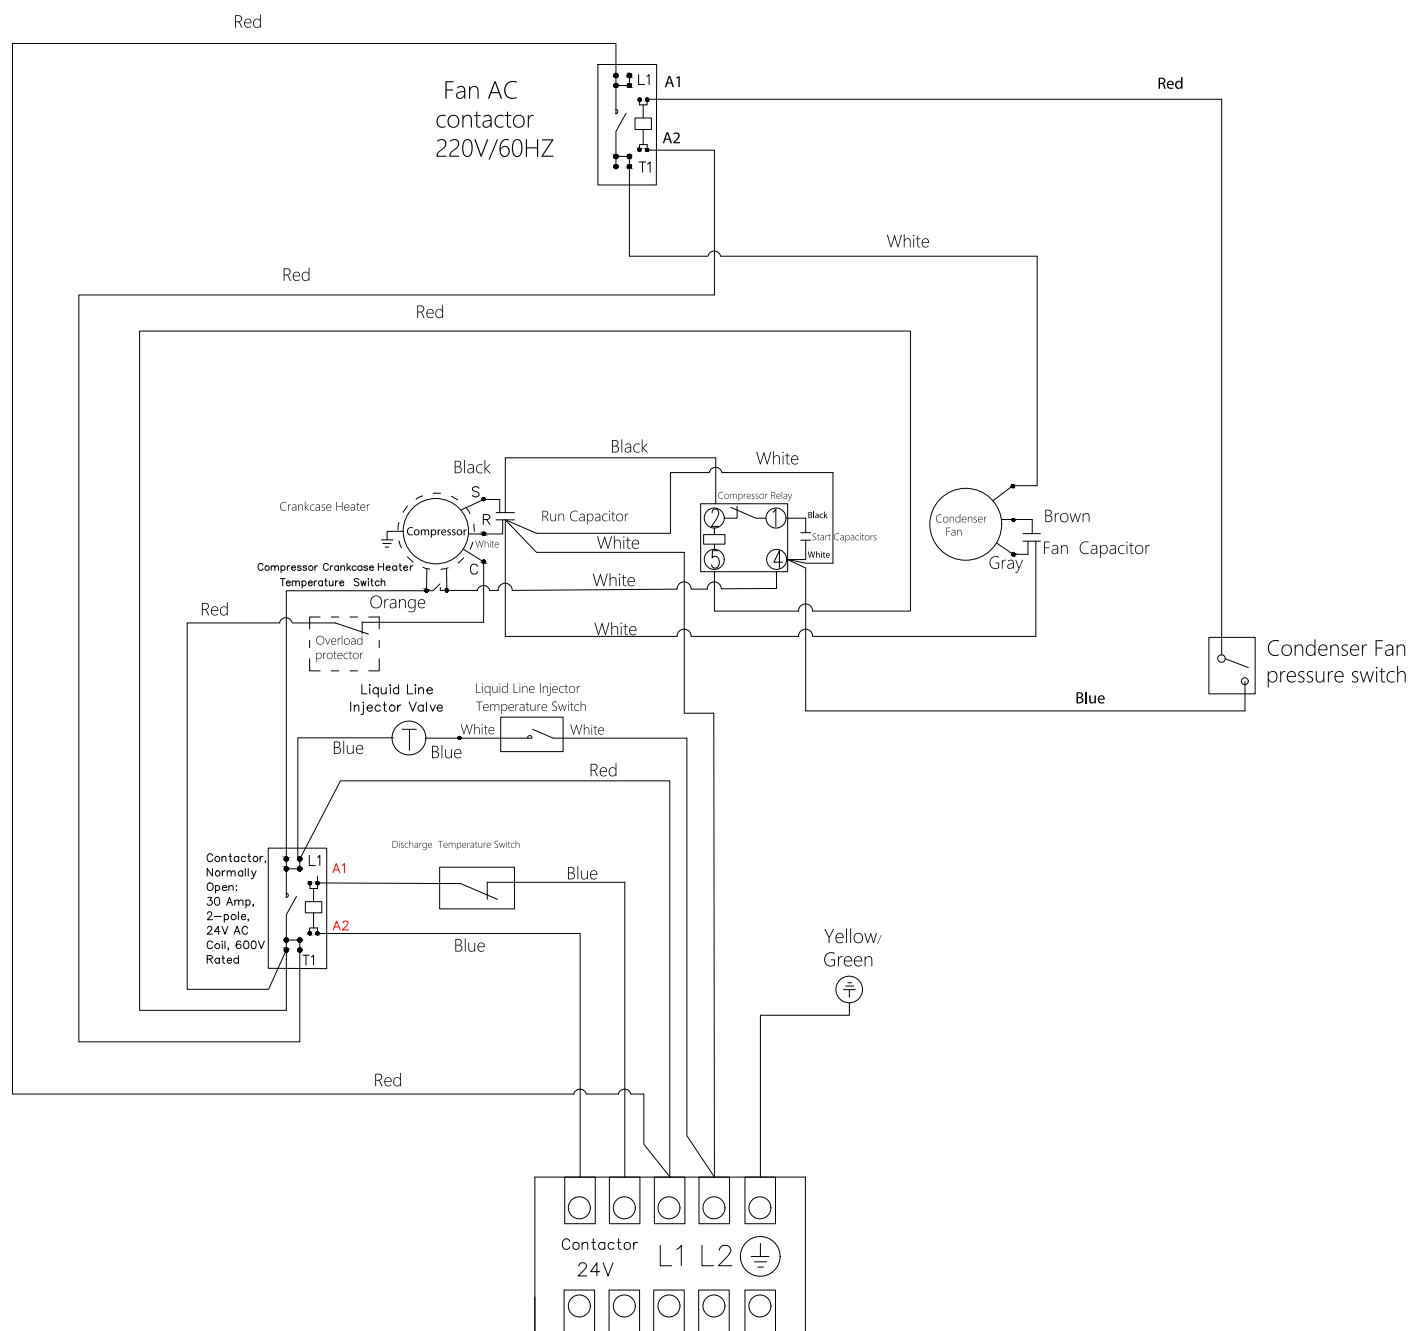 Red
Fan AC
contactor
220V/60HZ
L1
A1
A2
T1
Red
White
Red
Red
Black
White
Black
Crankcase Heater
S
R
Compressor
White
C
Run Capacitor
White
Compressor Relay
2
1
5
4
Black
Start Capacitors
White
Condenser
Fan
Brown
Fan Capacitor
Gray
Compressor Crankcase Heater
Temperature Switch
Orange
White
Red
Overload
protector
White
Condenser Fan
pressure switch
Blue
Liquid Line
Injector Valve
Liquid Line Injector
Temperature Switch
T
Blue
Blue
White
White
Red
Contactor,
Normally
Open:
30 Amp,
2-pole,
24V AC
Coil, 600V
Rated
L1
A1
A2
T1
Discharge Temperature Switch
Blue
Blue
Yellow/
Green
Red
Contactor
24V
L1
L2